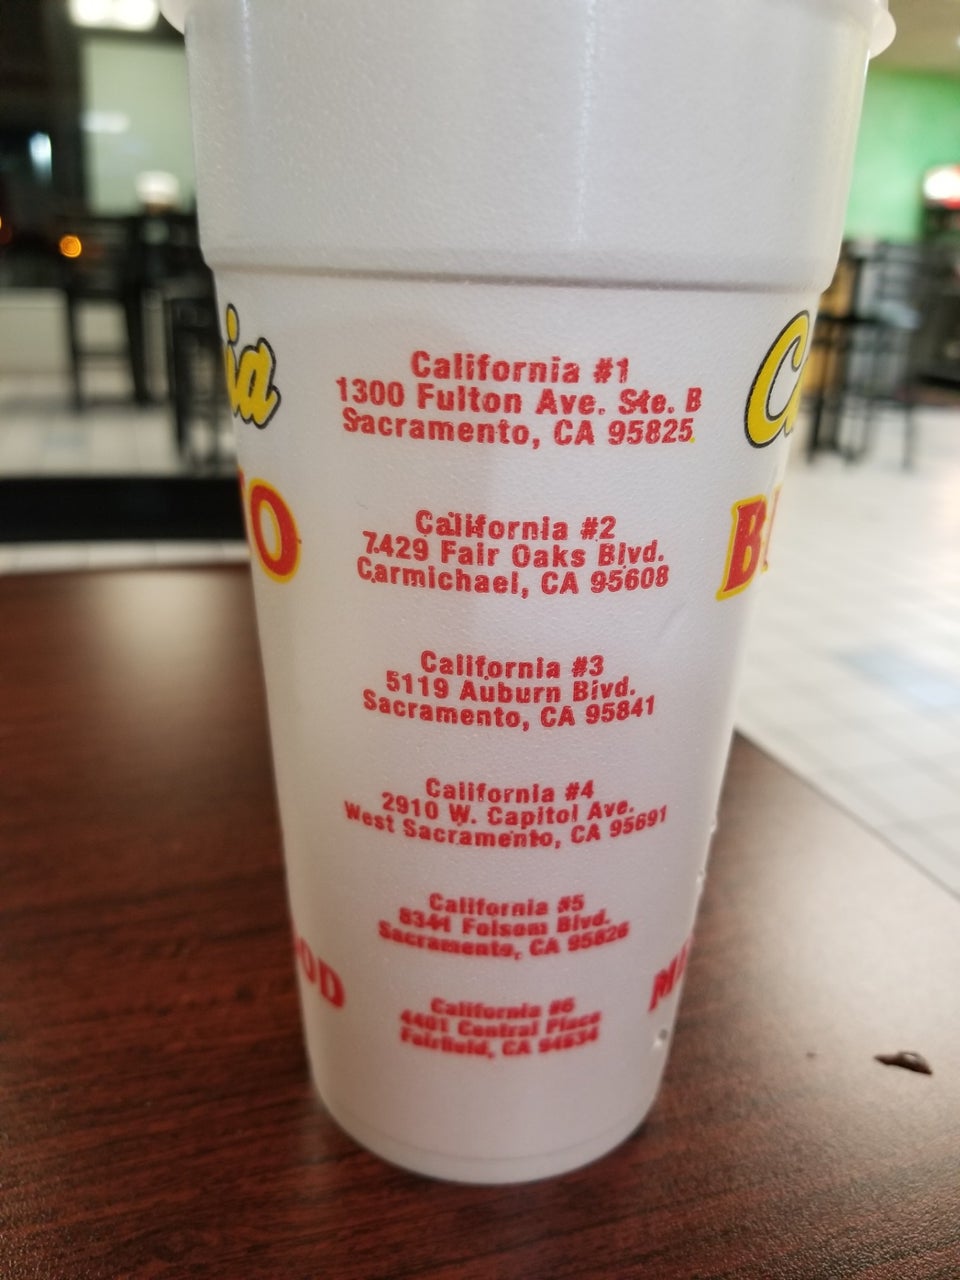 California #1
1300 Fulton Ave. Ste. B
Sacramento, CA 95825
California #2
7429 Fair Oaks Blvd.
Carmichael, CA 95608
California #3
5119 Auburn Blvd.
Sacramento, CA 95841
California #4
2910 W. Capitol Ave.
West Sacramento, CA 95691
California #5
8341 Folsom Blvd.
Sacramento, CA 95826
California #6
4401 Central Place
Fairfield, CA 94534
ia
O
OD
C
B
M